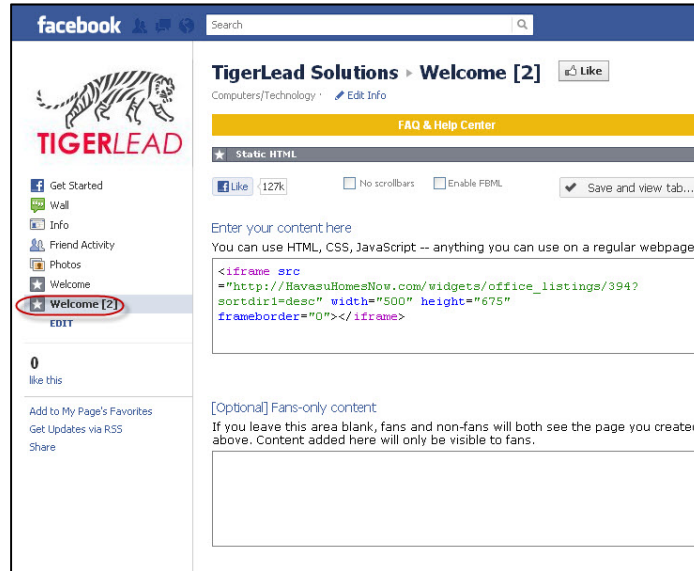 facebook
Search
TIGERLEAD
Get Started
Wall
Info
Friend Activity
Photos
Welcome
Welcome [2]
EDIT
0
like this
Add to My Page's Favorites
Get Updates via RSS
Share
TigerLead Solutions ▸ Welcome [2] Like
Computers/Technology · Edit Info
FAQ & Help Center
Static HTML
Like 127k No scrollbars Enable FBML Save and view tab...
Enter your content here
You can use HTML, CSS, JavaScript -- anything you can use on a regular webpage
<iframe src
="http://HavasuHomesNow.com/widgets/office_listings/394?
sortdir1=desc" width="500" height="675"
frameborder="0"></iframe>
[Optional] Fans-only content
If you leave this area blank, fans and non-fans will both see the page you created
above. Content added here will only be visible to fans.